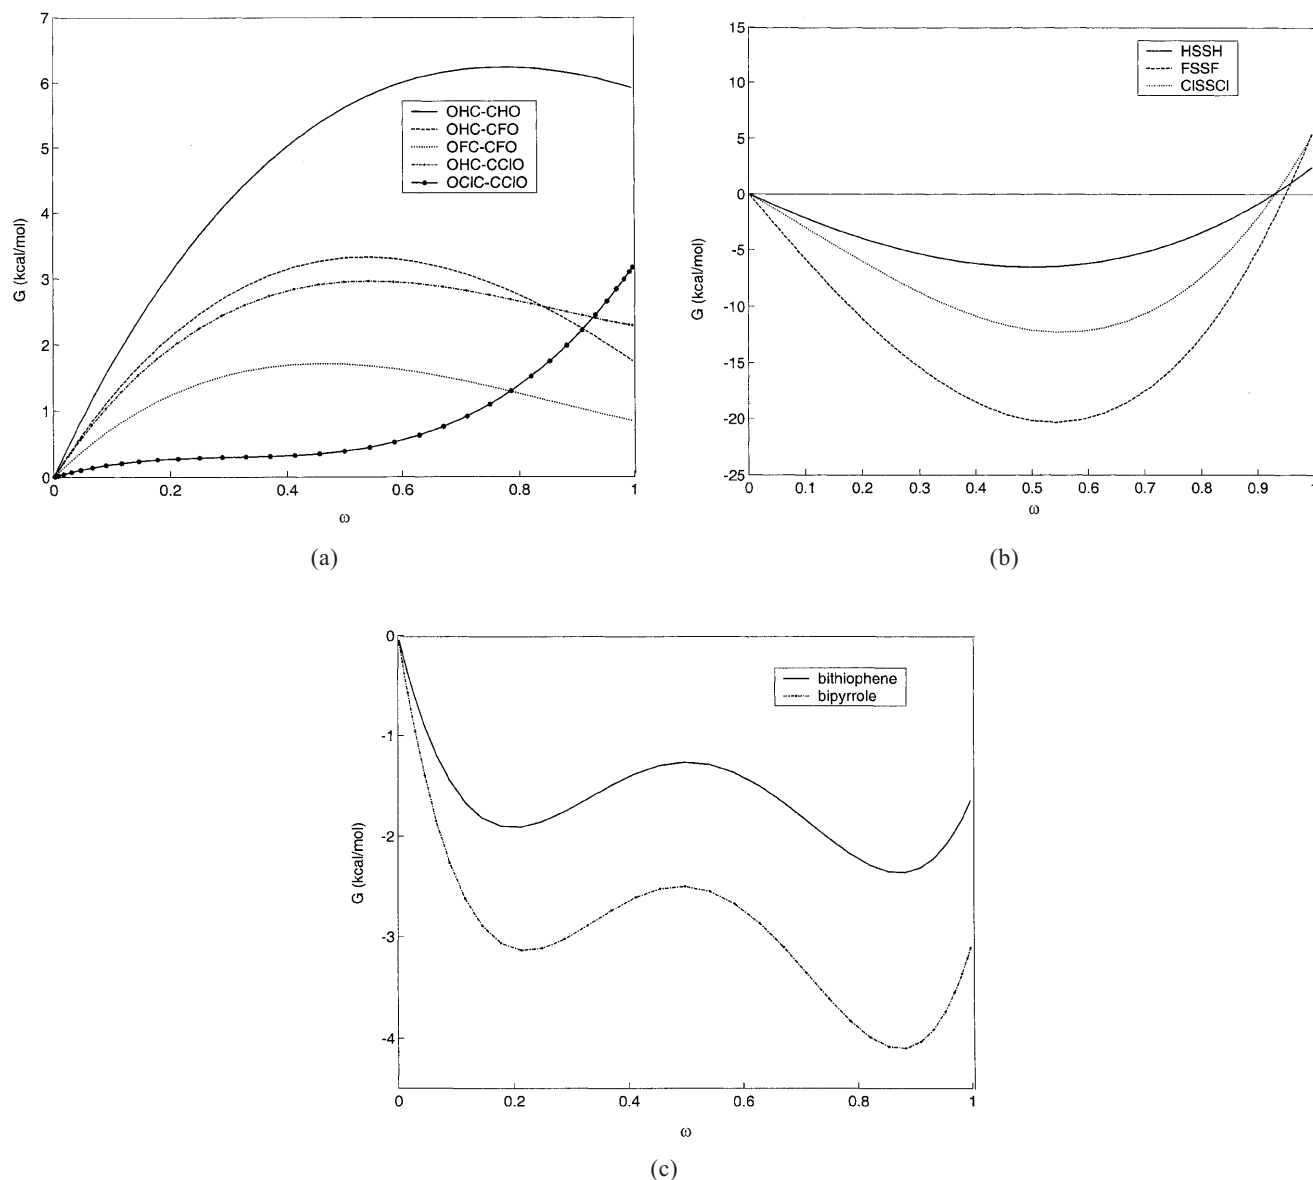 7
6
5
4
3
2
1
0
G (kcal/mol)
OHC-CHO
OHC-CFO
OFC-CFO
OHC-CClO
OClC-CClO
0 0.2 0.4 0.6 0.8 1
ω
(a)
15
10
5
0
-5
-10
-15
-20
-25
G (kcal/mol)
HSSH
FSSF
ClSSCl
0 0.1 0.2 0.3 0.4 0.5 0.6 0.7 0.8 0.9 1
ω
(b)
0
-1
-2
-3
-4
G (kcal/mol)
bithiophene
bipyrrole
0 0.2 0.4 0.6 0.8 1
ω
(c)